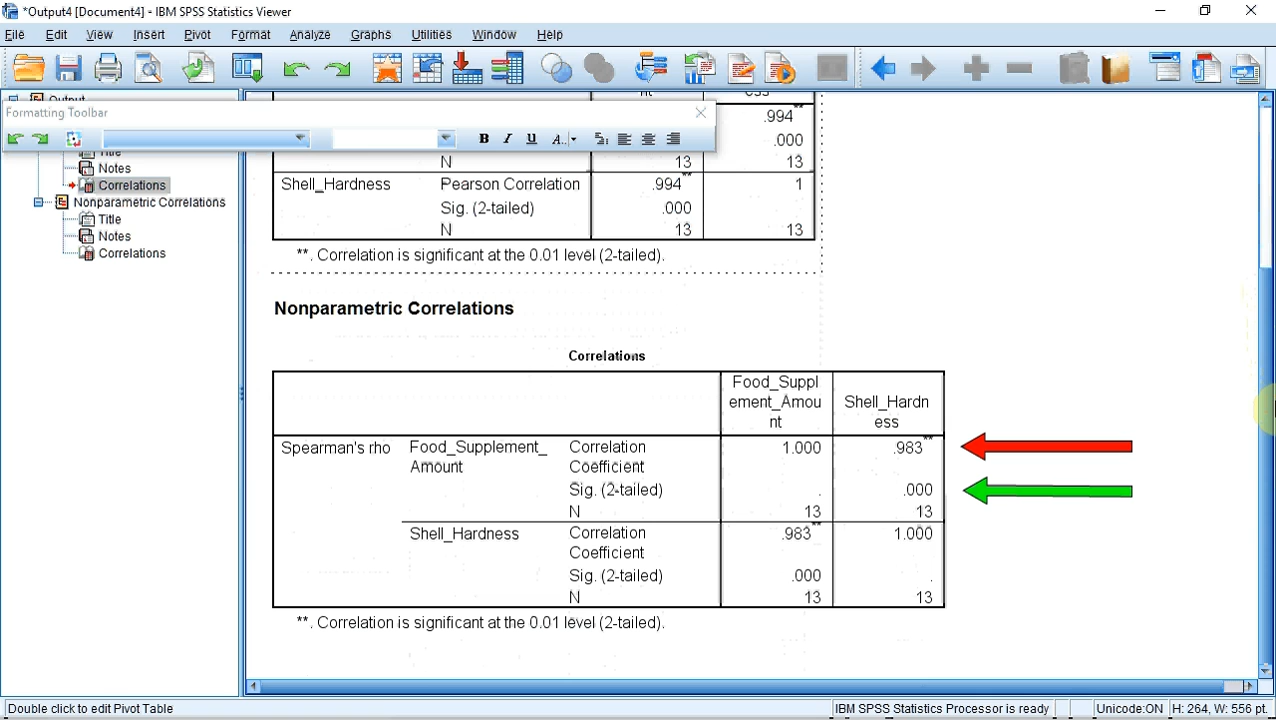 *Output4 [Document4] - IBM SPSS Statistics Viewer
File Edit View Insert Pivot Format Analyze Graphs Utilities Window Help
Output
Formatting Toolbar
B I U A..
Title
Notes
Correlations
Nonparametric Correlations
Title
Notes
Correlations
nt ess
.994**
.000
N 13 13
Shell_Hardness Pearson Correlation .994** 1
Sig. (2-tailed) .000
N 13 13
**. Correlation is significant at the 0.01 level (2-tailed).
Nonparametric Correlations
Correlations
Food_Suppl
ement_Amou Shell_Hardn
nt ess
Spearman's rho Food_Supplement_ Correlation 1.000 .983**
Amount Coefficient
Sig. (2-tailed) . .000
N 13 13
Shell_Hardness Correlation .983** 1.000
Coefficient
Sig. (2-tailed) .000 .
N 13 13
**. Correlation is significant at the 0.01 level (2-tailed).
Double click to edit Pivot Table IBM SPSS Statistics Processor is ready Unicode:ON H: 264, W: 556 pt.